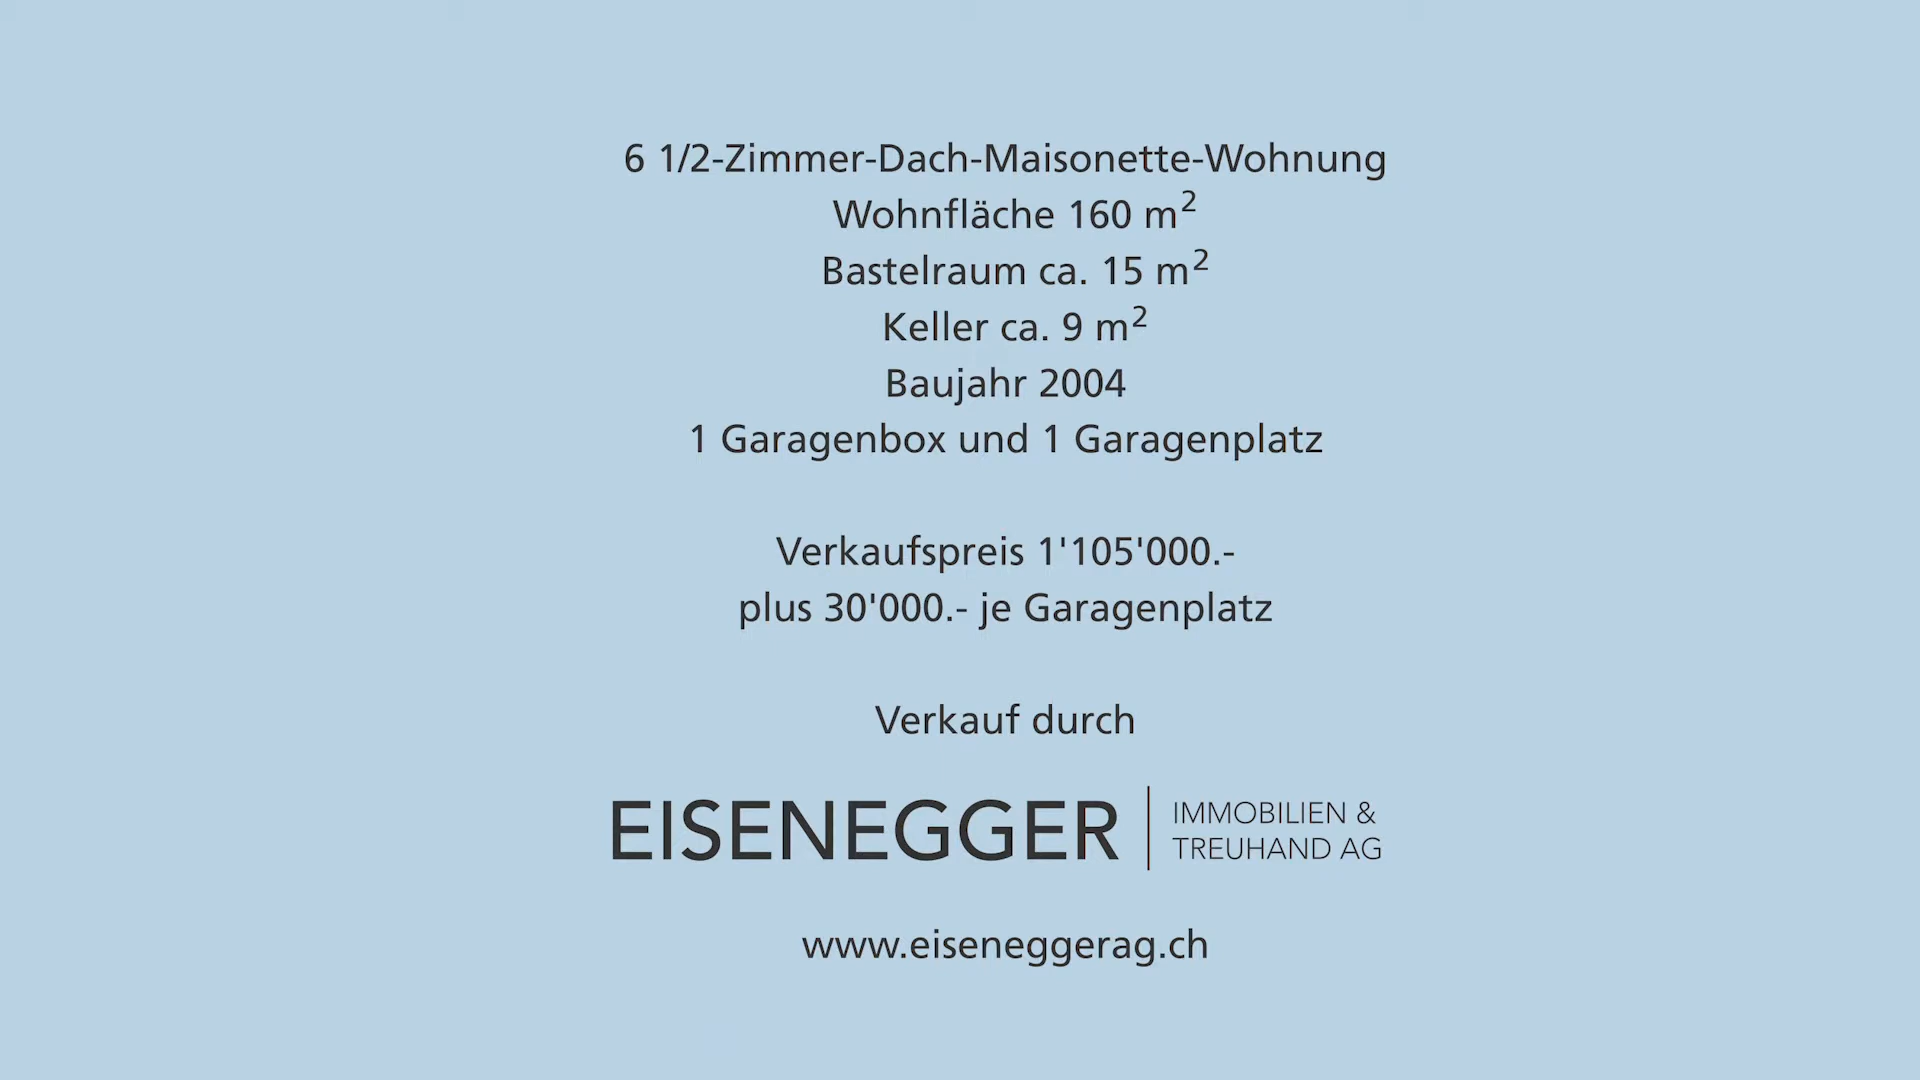 6 1/2-Zimmer-Dach-Maisonette-Wohnung
Wohnfläche 160 m²
Bastelraum ca. 15 m²
Keller ca. 9 m²
Baujahr 2004
1 Garagenbox und 1 Garagenplatz
Verkaufspreis 1'105'000.-
plus 30'000.- je Garagenplatz
Verkauf durch
EISENEGGER
IMMOBILIEN &
TREUHAND AG
www.eiseneggerag.ch